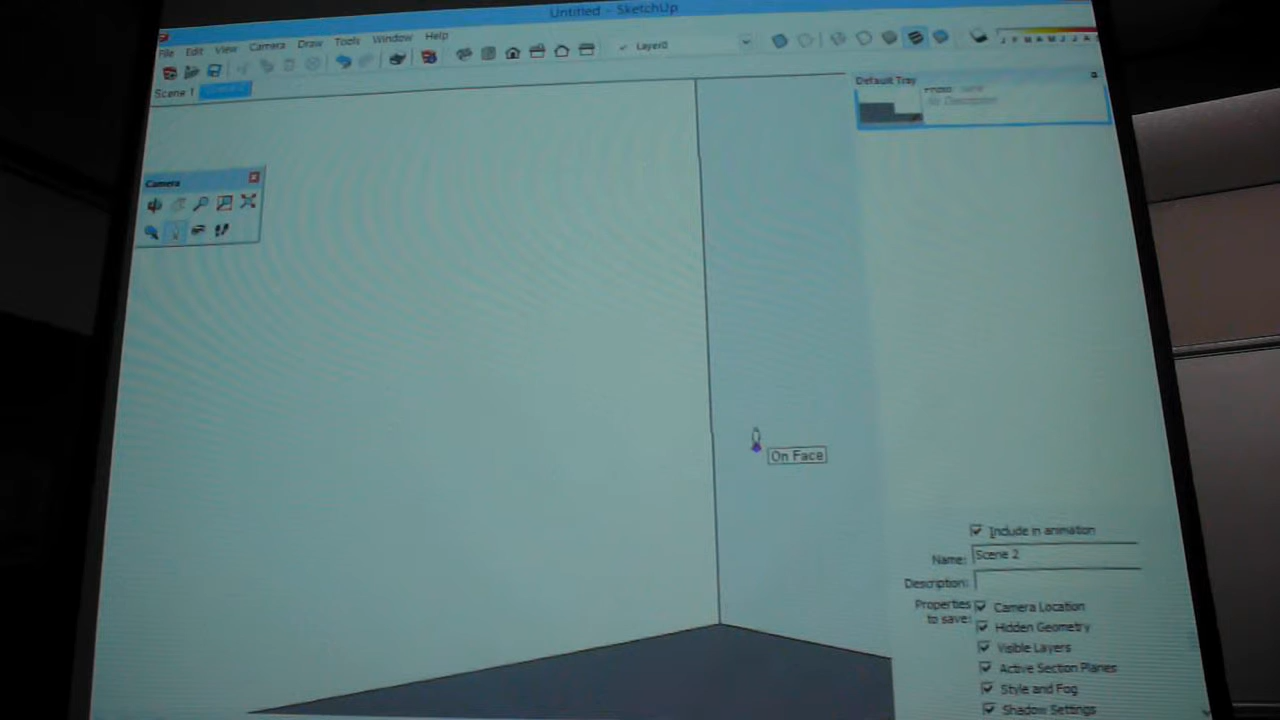 Untitled - SketchUp
File Edit View Camera Draw Tools Window Help
Layer0
J F M A M J J A
Scene 1
Default Tray
No Description
Camera
On Face
Include in animation
Name: Scene 2
Description:
Properties to save:
Camera Location
Hidden Geometry
Visible Layers
Active Section Planes
Style and Fog
Shadow Settings